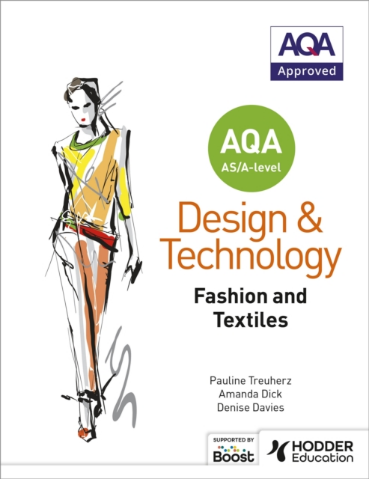 AQA
Approved
AQA
AS/A-level
Design &
Technology
Fashion and
Textiles
Pauline Treuherz
Amanda Dick
Denise Davies
SUPPORTED BY
Boost
HODDER
Education